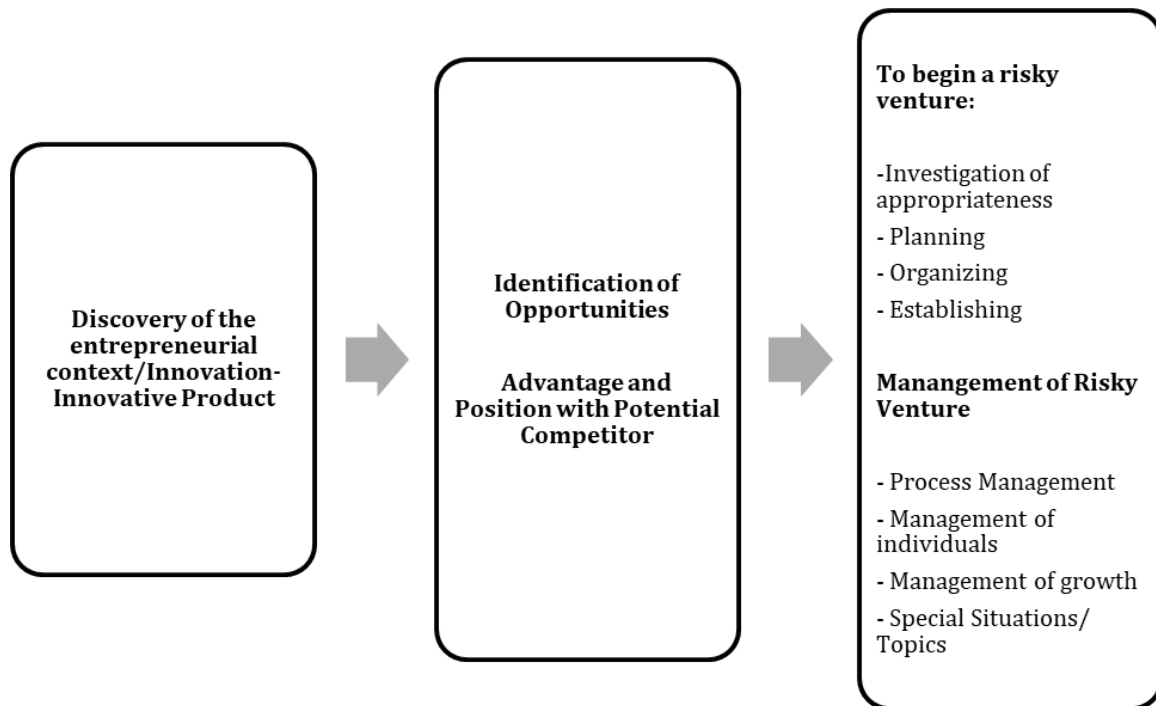 Discovery of the
entrepreneurial
context/Innovation-
Innovative Product
Identification of
Opportunities
Advantage and
Position with Potential
Competitor
To begin a risky
venture:
-Investigation of
appropriateness
- Planning
- Organizing
- Establishing
Manangement of Risky
Venture
- Process Management
- Management of
individuals
- Management of growth
- Special Situations/
Topics